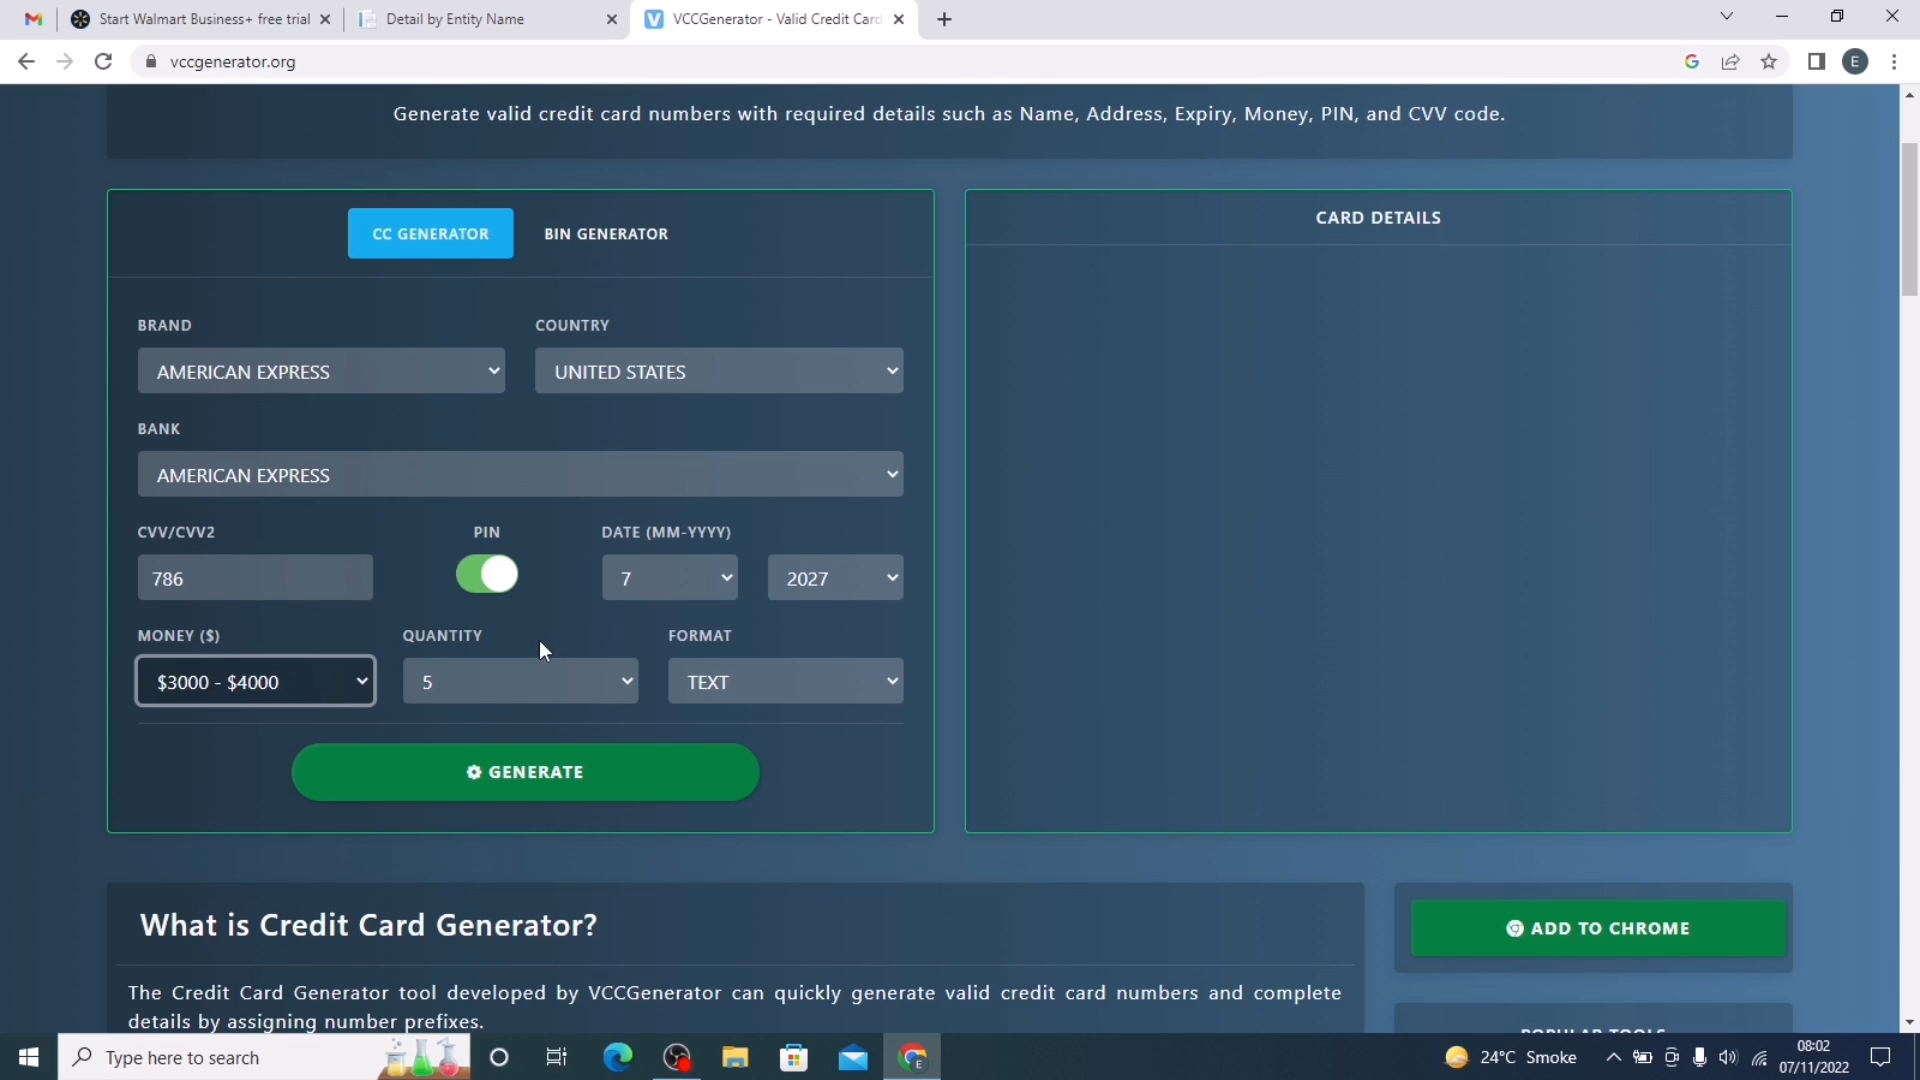 Start Walmart Business+ free trial
Detail by Entity Name
VCCGenerator - Valid Credit Card
vccgenerator.org
E
Generate valid credit card numbers with required details such as Name, Address, Expiry, Money, PIN, and CVV code.
CC GENERATOR
BIN GENERATOR
CARD DETAILS
BRAND
COUNTRY
AMERICAN EXPRESS
UNITED STATES
BANK
AMERICAN EXPRESS
CVV/CVV2
PIN
DATE (MM-YYYY)
786
7
2027
MONEY ($)
QUANTITY
FORMAT
$3000 - $4000
5
TEXT
GENERATE
What is Credit Card Generator?
ADD TO CHROME
The Credit Card Generator tool developed by VCCGenerator can quickly generate valid credit card numbers and complete
details by assigning number prefixes.
POPULAR TOOLS
Type here to search
24°C Smoke
08:02
07/11/2022